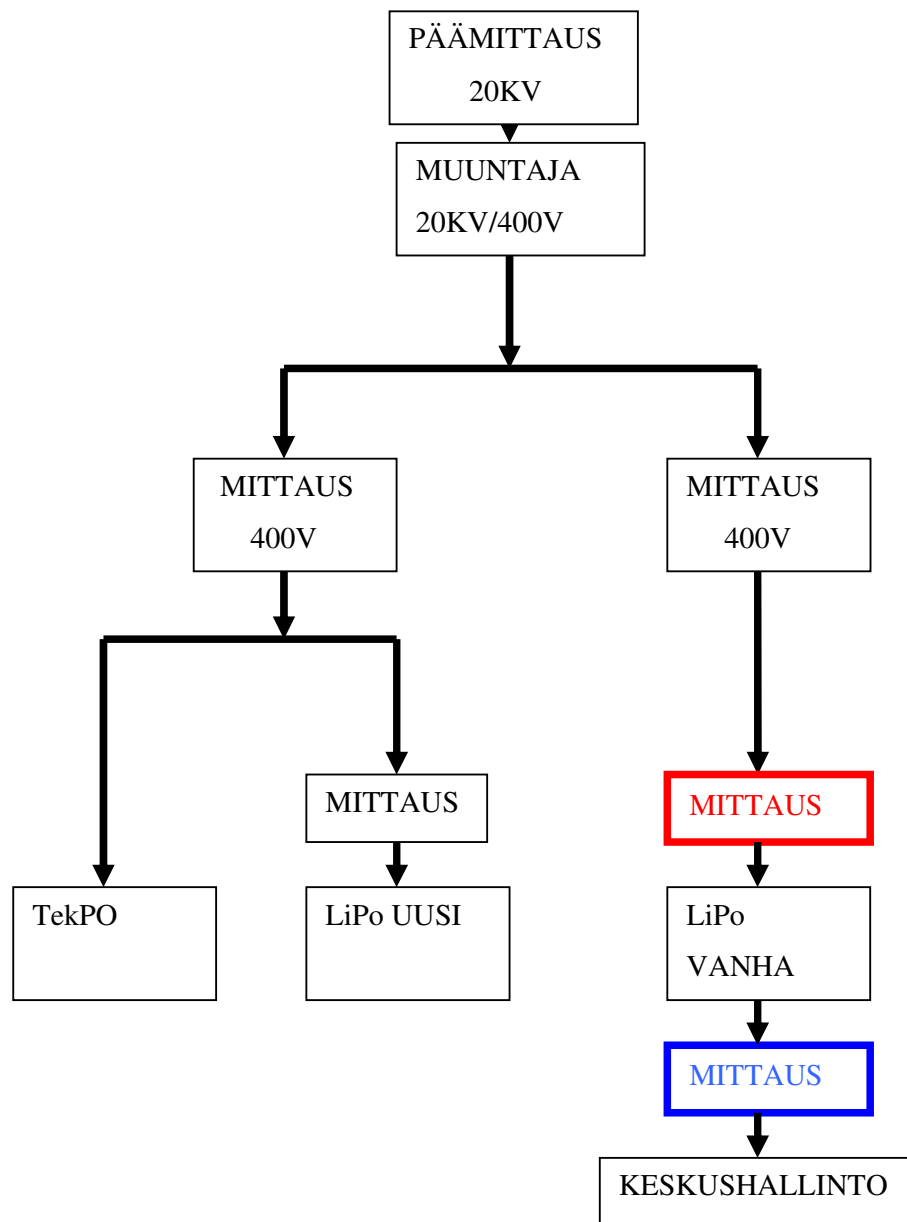 PÄÄMITTAUS
20KV
MUUNTAJA
20KV/400V
MITTAUS
400V
MITTAUS
400V
MITTAUS
MITTAUS
TekPO
LiPo UUSI
LiPo
VANHA
MITTAUS
KESKUSHALLINTO